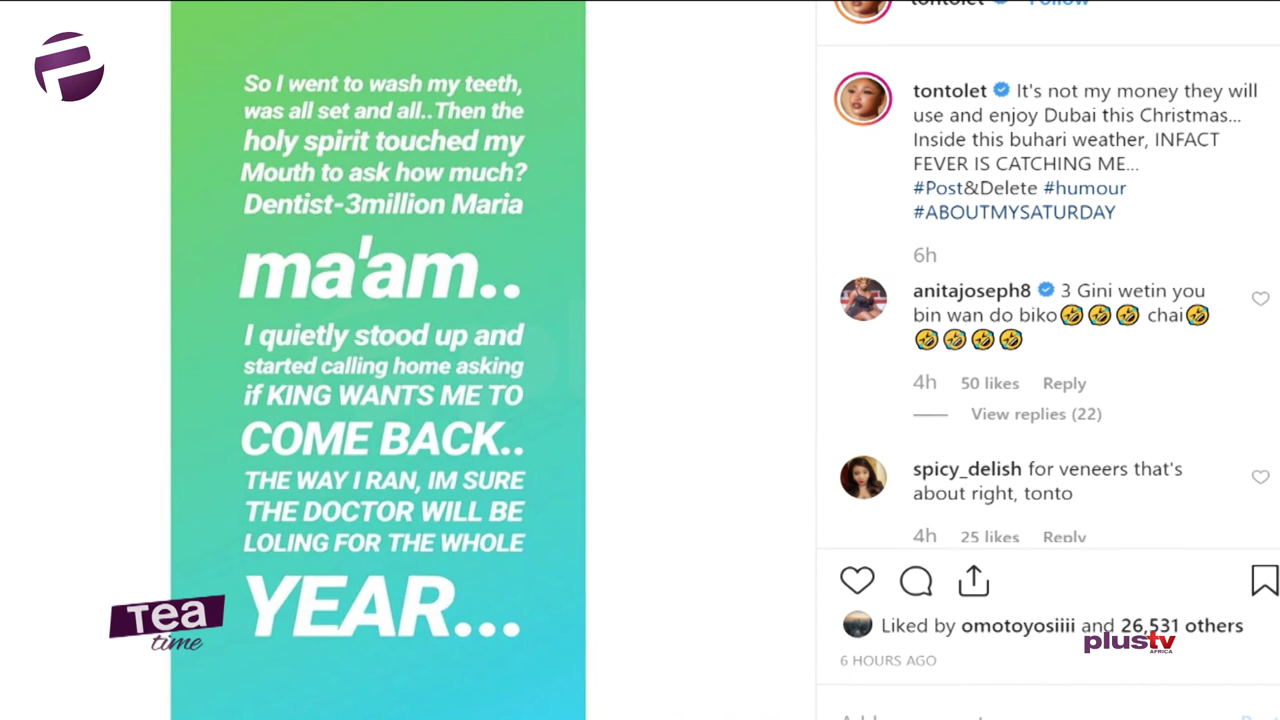 tontolet Follow
So I went to wash my teeth,
was all set and all..Then the
holy spirit touched my
Mouth to ask how much?
Dentist-3million Maria
ma'am..
I quietly stood up and
started calling home asking
if KING WANTS ME TO
COME BACK..
THE WAY I RAN, IM SURE
THE DOCTOR WILL BE
LOLING FOR THE WHOLE
YEAR...
Tea
time
tontolet It's not my money they will
use and enjoy Dubai this Christmas...
Inside this buhari weather, INFACT
FEVER IS CATCHING ME...
#Post&Delete #humour
#ABOUTMYSATURDAY
6h
anitajoseph8 3 Gini wetin you
bin wan do biko🤣🤣🤣 chai🤣
🤣🤣🤣🤣
4h 50 likes Reply
View replies (22)
spicy_delish for veneers that's
about right, tonto
4h 25 likes Reply
Liked by omotoyosiiii and 26,531 others
plustv
AFRICA
6 HOURS AGO